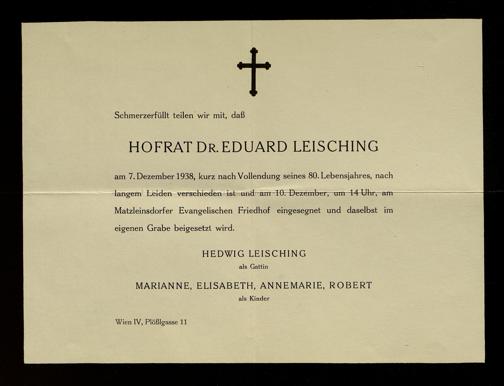 Schmerzerfüllt teilen wir mit, daß
HOFRAT DR. EDUARD LEISCHING
am 7. Dezember 1938, kurz nach Vollendung seines 80. Lebensjahres, nach
langem Leiden verschieden ist und am 10. Dezember, um 14 Uhr, am
Matzleinsdorfer Evangelischen Friedhof eingesegnet und daselbst im
eigenen Grabe beigesetzt wird.
HEDWIG LEISCHING
als Gattin
MARIANNE, ELISABETH, ANNEMARIE, ROBERT
als Kinder
Wien IV, Plößlgasse 11